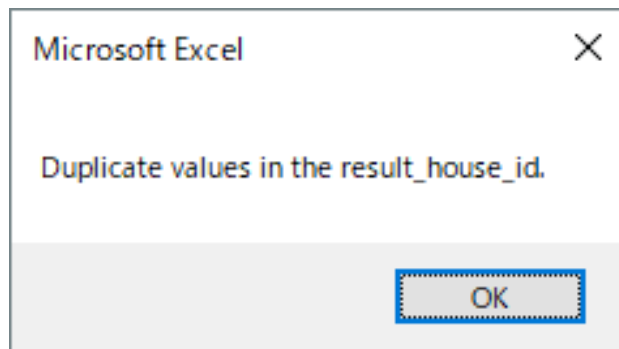 Microsoft Excel
Duplicate values in the result_house_id.
OK